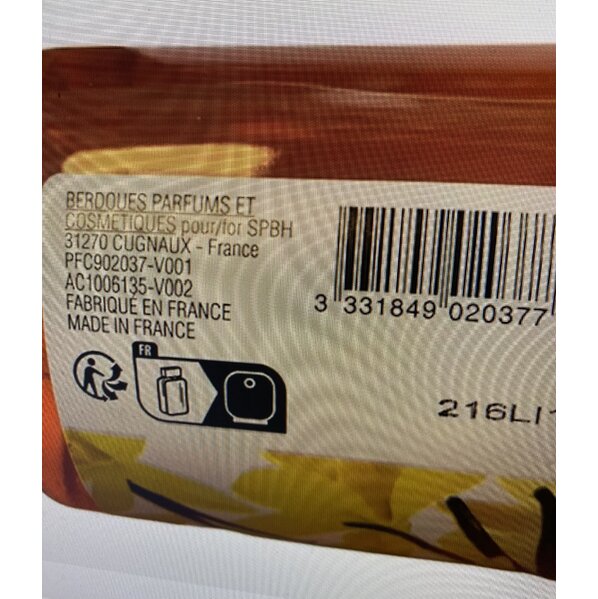 BERDOUES PARFUMS ET
COSMETIQUES pour/for SPBH
31270 CUGNAUX - France
PFC902037-V001
AC1006135-V002
FABRIQUÉ EN FRANCE
MADE IN FRANCE
FR
3 331849 020377